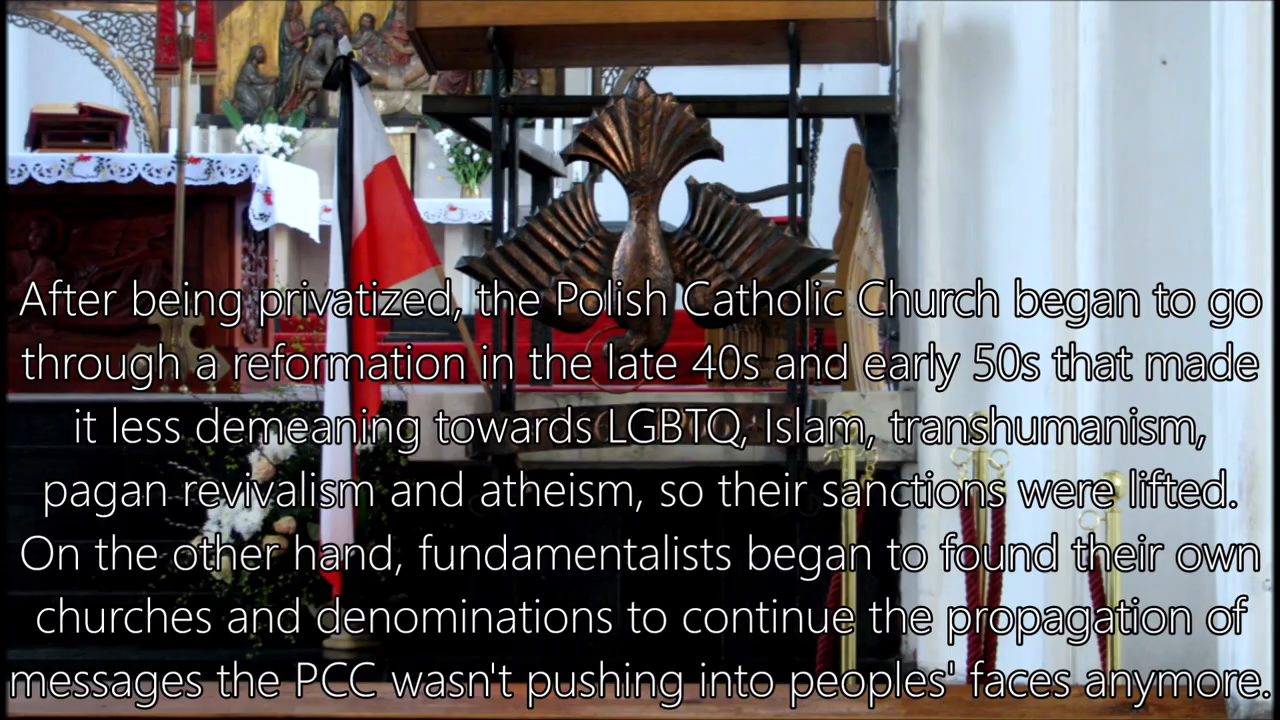 After being privatized, the Polish Catholic Church began to go
through a reformation in the late 40s and early 50s that made
it less demeaning towards LGBTQ, Islam, transhumanism,
pagan revivalism and atheism, so their sanctions were lifted.
On the other hand, fundamentalists began to found their own
churches and denominations to continue the propagation of
messages the PCC wasn't pushing into peoples' faces anymore.